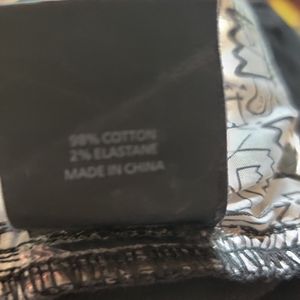 98% COTTON
2% ELASTANE
MADE IN CHINA